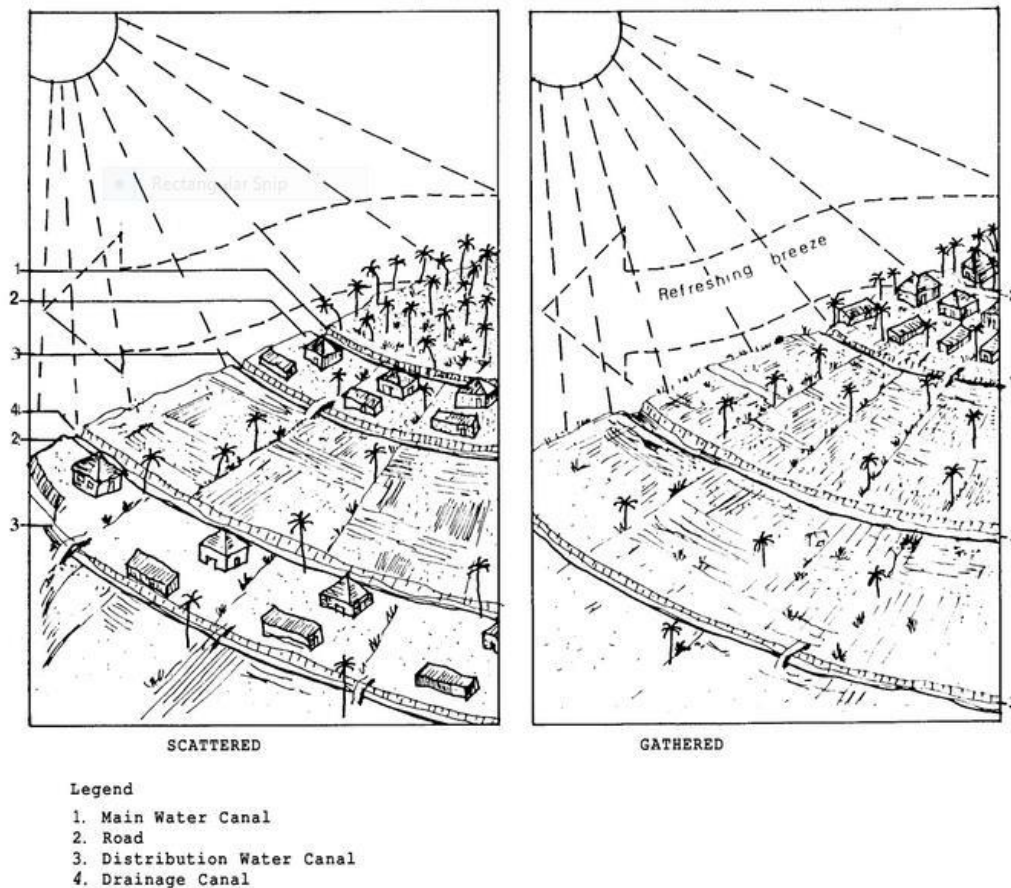 Rectangular Snip
1
2
3
4
2
3
Refreshing breeze
SCATTERED
GATHERED
Legend
1. Main Water Canal
2. Road
3. Distribution Water Canal
4. Drainage Canal